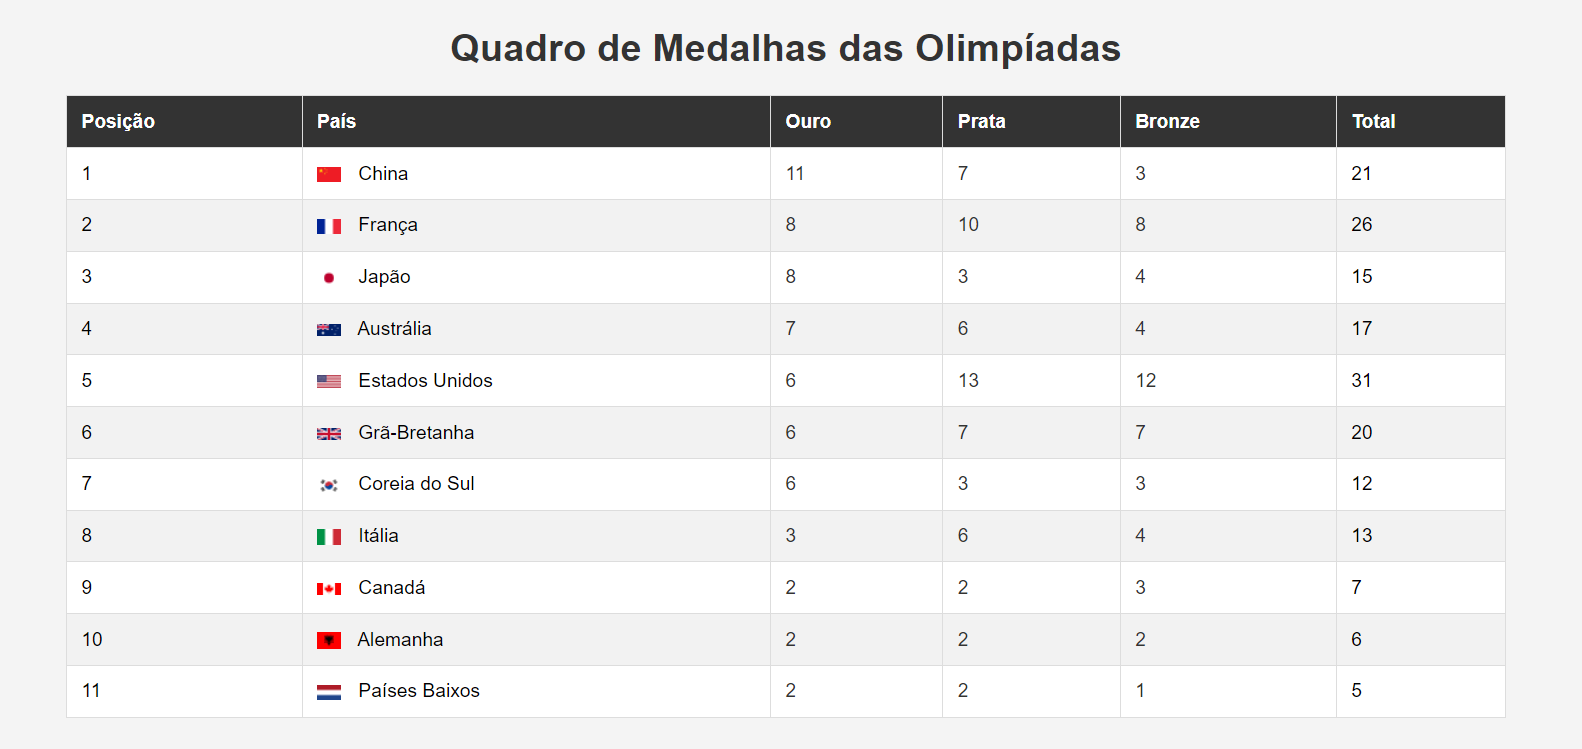 Quadro de Medalhas das Olimpíadas
Posição País Ouro Prata Bronze Total
1 China 11 7 3 21
2 França 8 10 8 26
3 Japão 8 3 4 15
4 Austrália 7 6 4 17
5 Estados Unidos 6 13 12 31
6 Grã-Bretanha 6 7 7 20
7 Coreia do Sul 6 3 3 12
8 Itália 3 6 4 13
9 Canadá 2 2 3 7
10 Alemanha 2 2 2 6
11 Países Baixos 2 2 1 5